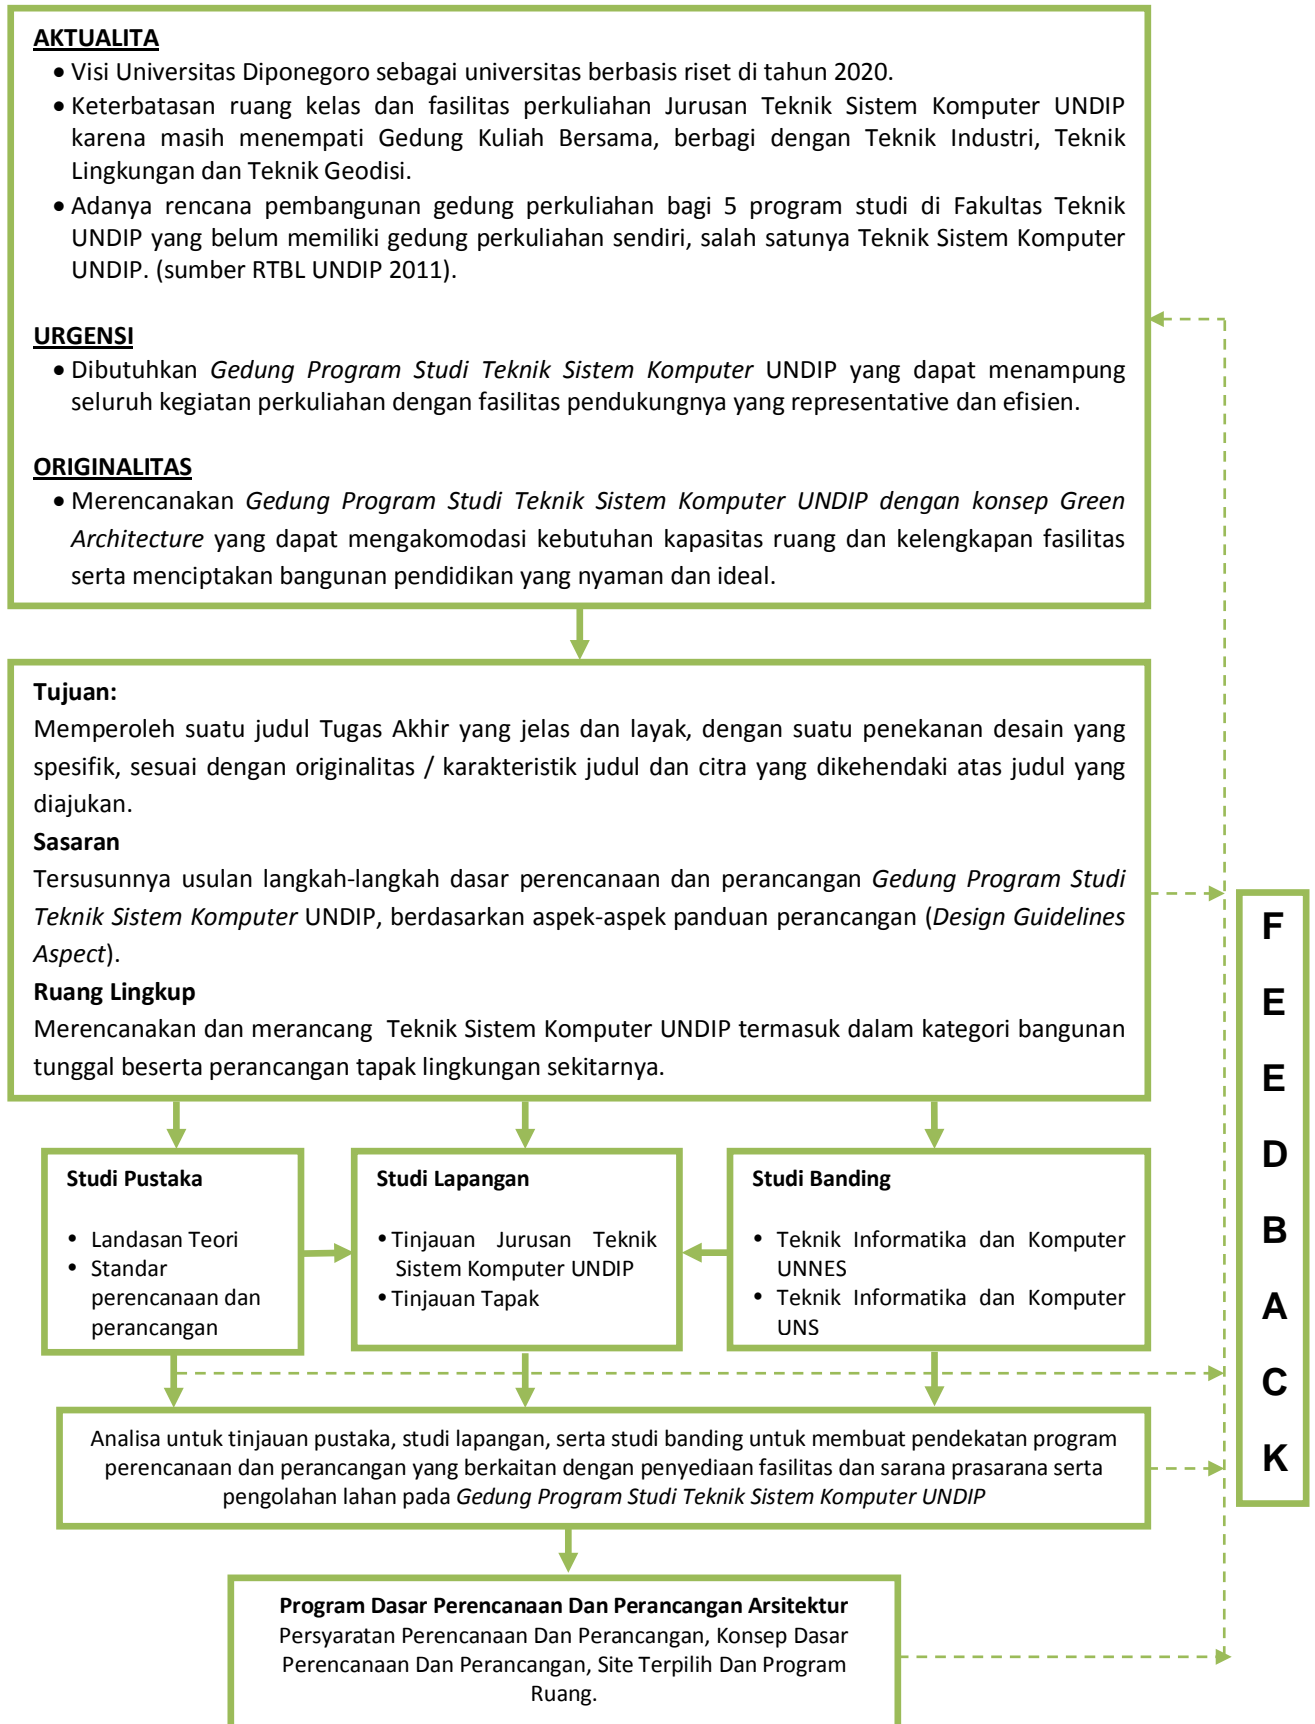 AKTUALITA
• Visi Universitas Diponegoro sebagai universitas berbasis riset di tahun 2020.
• Keterbatasan ruang kelas dan fasilitas perkuliahan Jurusan Teknik Sistem Komputer UNDIP
karena masih menempati Gedung Kuliah Bersama, berbagi dengan Teknik Industri, Teknik
Lingkungan dan Teknik Geodisi.
• Adanya rencana pembangunan gedung perkuliahan bagi 5 program studi di Fakultas Teknik
UNDIP yang belum memiliki gedung perkuliahan sendiri, salah satunya Teknik Sistem Komputer
UNDIP. (sumber RTBL UNDIP 2011).
URGENSI
• Dibutuhkan Gedung Program Studi Teknik Sistem Komputer UNDIP yang dapat menampung
seluruh kegiatan perkuliahan dengan fasilitas pendukungnya yang representative dan efisien.
ORIGINALITAS
• Merencanakan Gedung Program Studi Teknik Sistem Komputer UNDIP dengan konsep Green
Architecture yang dapat mengakomodasi kebutuhan kapasitas ruang dan kelengkapan fasilitas
serta menciptakan bangunan pendidikan yang nyaman dan ideal.
Tujuan:
Memperoleh suatu judul Tugas Akhir yang jelas dan layak, dengan suatu penekanan desain yang
spesifik, sesuai dengan originalitas / karakteristik judul dan citra yang dikehendaki atas judul yang
diajukan.
Sasaran
Tersusunnya usulan langkah-langkah dasar perencanaan dan perancangan Gedung Program Studi
Teknik Sistem Komputer UNDIP, berdasarkan aspek-aspek panduan perancangan (Design Guidelines
Aspect).
Ruang Lingkup
Merencanakan dan merancang Teknik Sistem Komputer UNDIP termasuk dalam kategori bangunan
tunggal beserta perancangan tapak lingkungan sekitarnya.
Studi Pustaka
• Landasan Teori
• Standar
perencanaan dan
perancangan
Studi Lapangan
• Tinjauan Jurusan Teknik
Sistem Komputer UNDIP
• Tinjauan Tapak
Studi Banding
• Teknik Informatika dan Komputer
UNNES
• Teknik Informatika dan Komputer
UNS
Analisa untuk tinjauan pustaka, studi lapangan, serta studi banding untuk membuat pendekatan program
perencanaan dan perancangan yang berkaitan dengan penyediaan fasilitas dan sarana prasarana serta
pengolahan lahan pada Gedung Program Studi Teknik Sistem Komputer UNDIP
Program Dasar Perencanaan Dan Perancangan Arsitektur
Persyaratan Perencanaan Dan Perancangan, Konsep Dasar
Perencanaan Dan Perancangan, Site Terpilih Dan Program
Ruang.
F
E
E
D
B
A
C
K